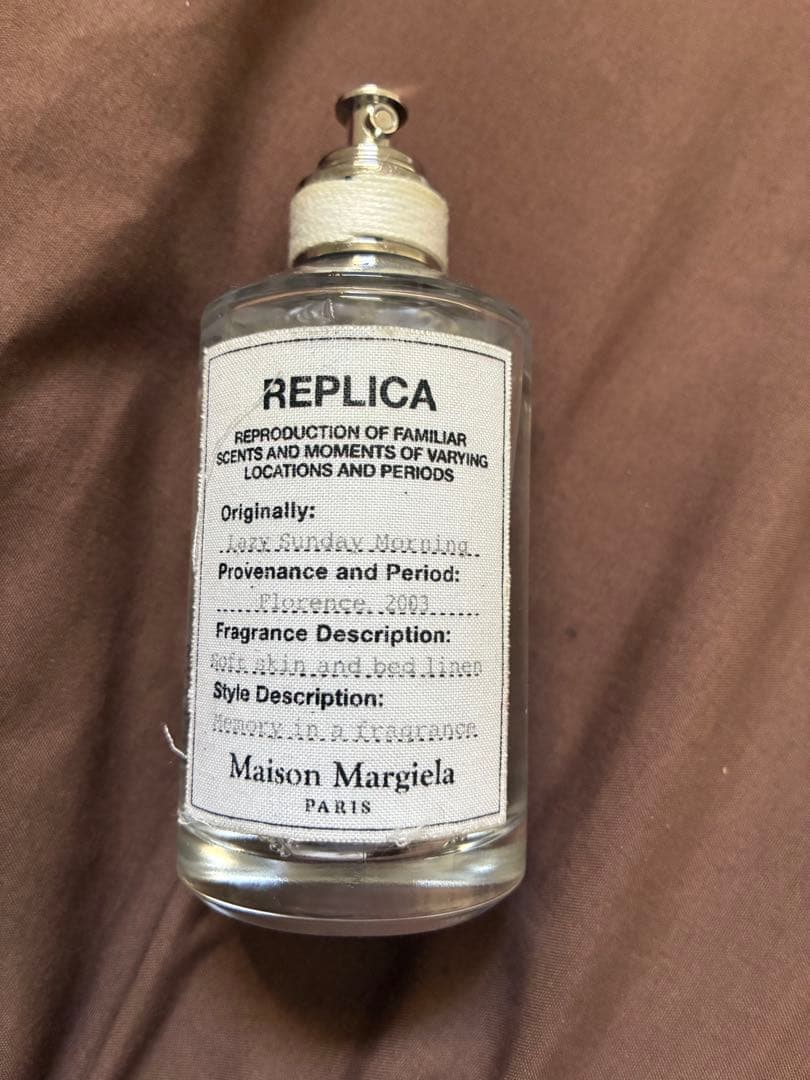 REPLICA
REPRODUCTION OF FAMILIAR
SCENTS AND MOMENTS OF VARYING
LOCATIONS AND PERIODS
Originally:
Lazy Sunday Morning
Provenance and Period:
Florence, 2003
Fragrance Description:
Soft skin and bed linen
Style Description:
Memory in a fragrance
Maison Margiela
PARIS